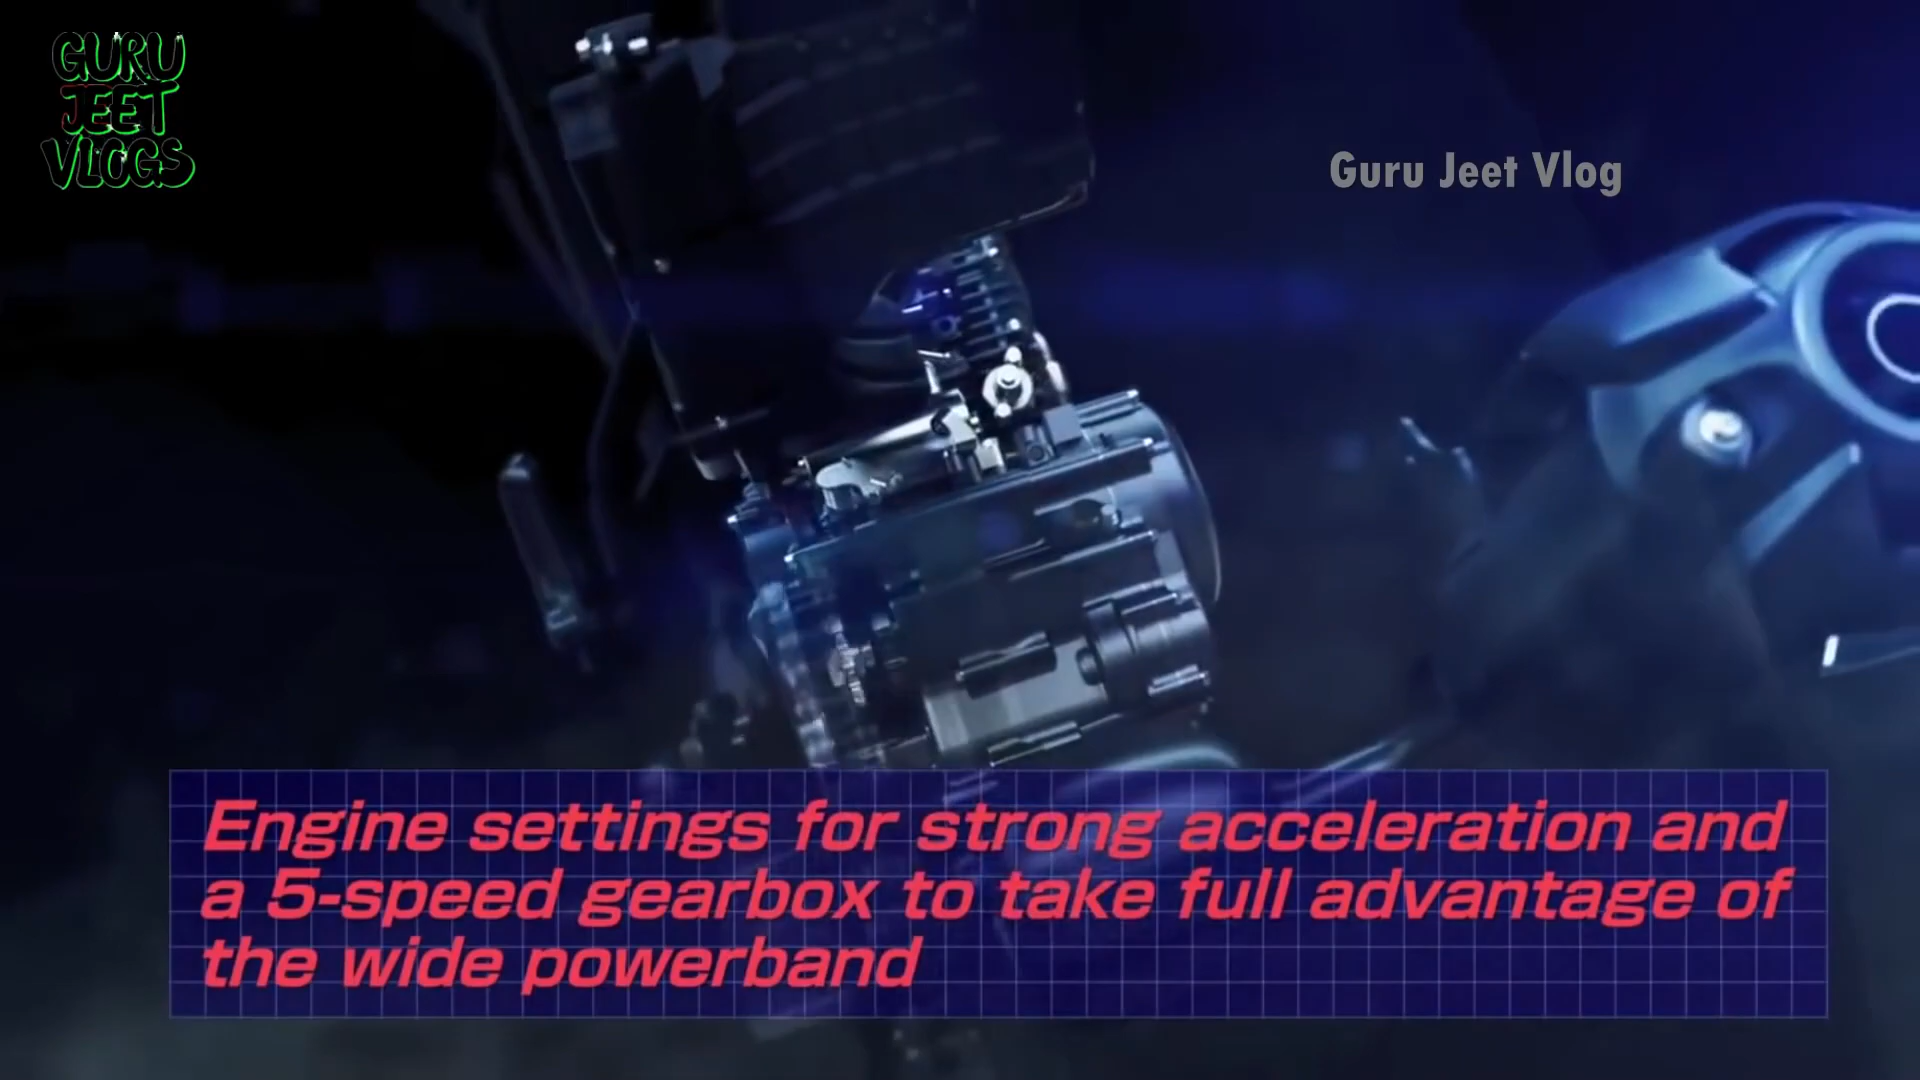 GURU
JEET
VLOGS
Guru Jeet Vlog
Engine settings for strong acceleration and
a 5-speed gearbox to take full advantage of
the wide powerband